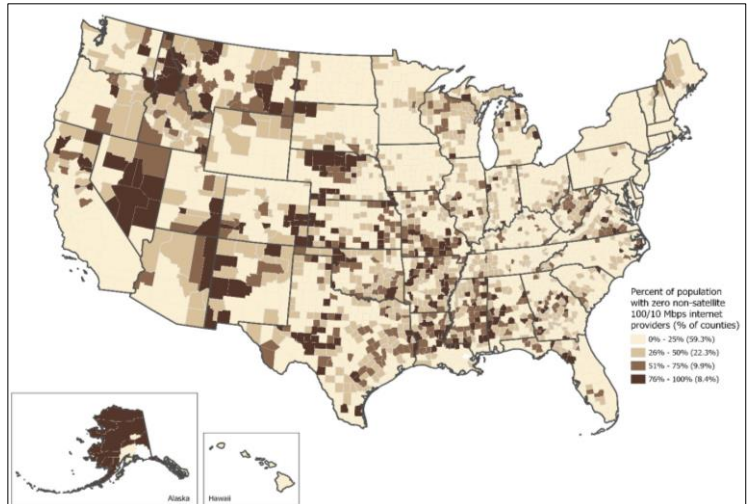 Percent of population
with zero non-satellite
100/10 Mbps internet
providers (% of counties)
0% - 25% (59.3%)
26% - 50% (22.3%)
51% - 75% (9.9%)
76% - 100% (8.4%)
Alaska
Hawaii